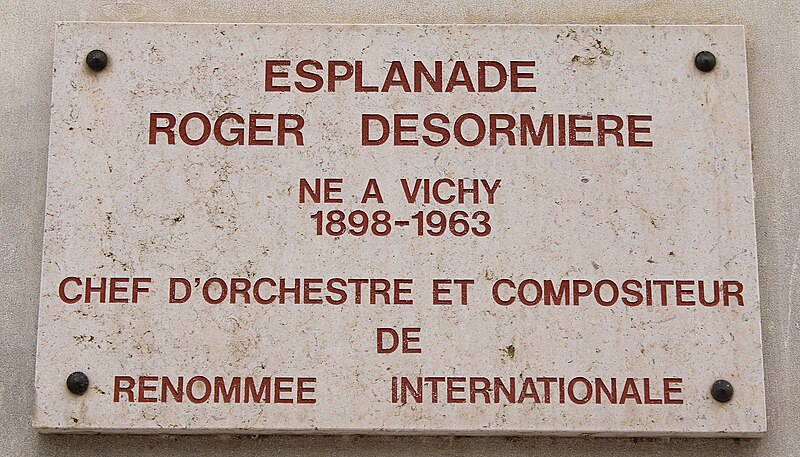 ESPLANADE
ROGER DESORMIERE
NE A VICHY
1898-1963
CHEF D'ORCHESTRE ET COMPOSITEUR
DE
RENOMMEE INTERNATIONALE